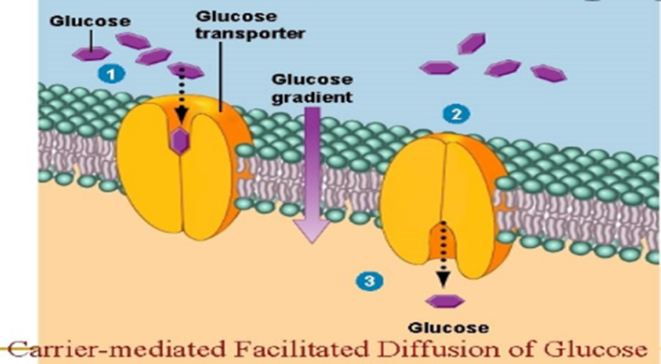 Glucose
Glucose
transporter
1
Glucose
gradient
2
3
Glucose
Carrier-mediated Facilitated Diffusion of Glucose